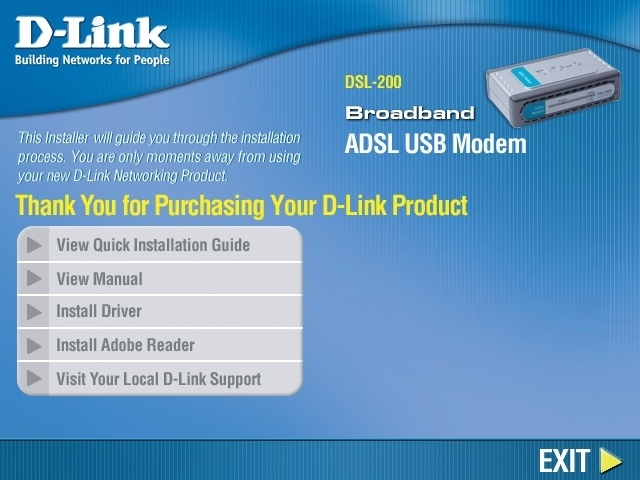 D-Link
Building Networks for People
DSL-200
Broadband
ADSL USB Modem
This Installer will guide you through the installation
process. You are only moments away from using
your new D-Link Networking Product.
Thank You for Purchasing Your D-Link Product
View Quick Installation Guide
View Manual
Install Driver
Install Adobe Reader
Visit Your Local D-Link Support
EXIT
D-Link